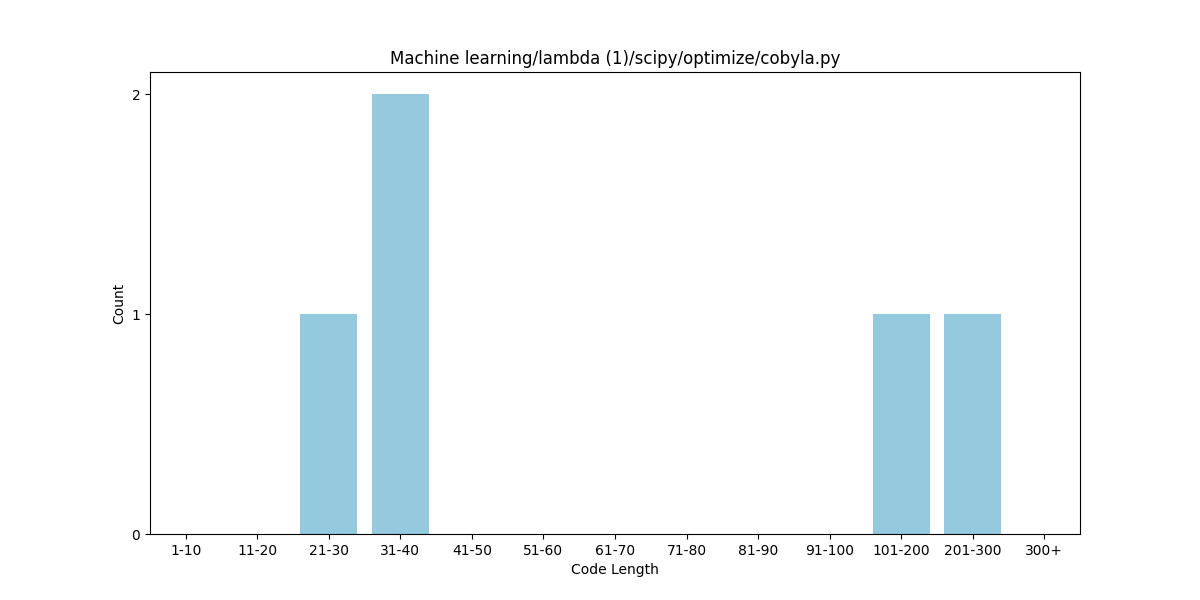 Machine learning/lambda (1)/scipy/optimize/cobyla.py
Count
2
1
0
1-10 11-20 21-30 31-40 41-50 51-60 61-70 71-80 81-90 91-100 101-200 201-300 300+
Code Length